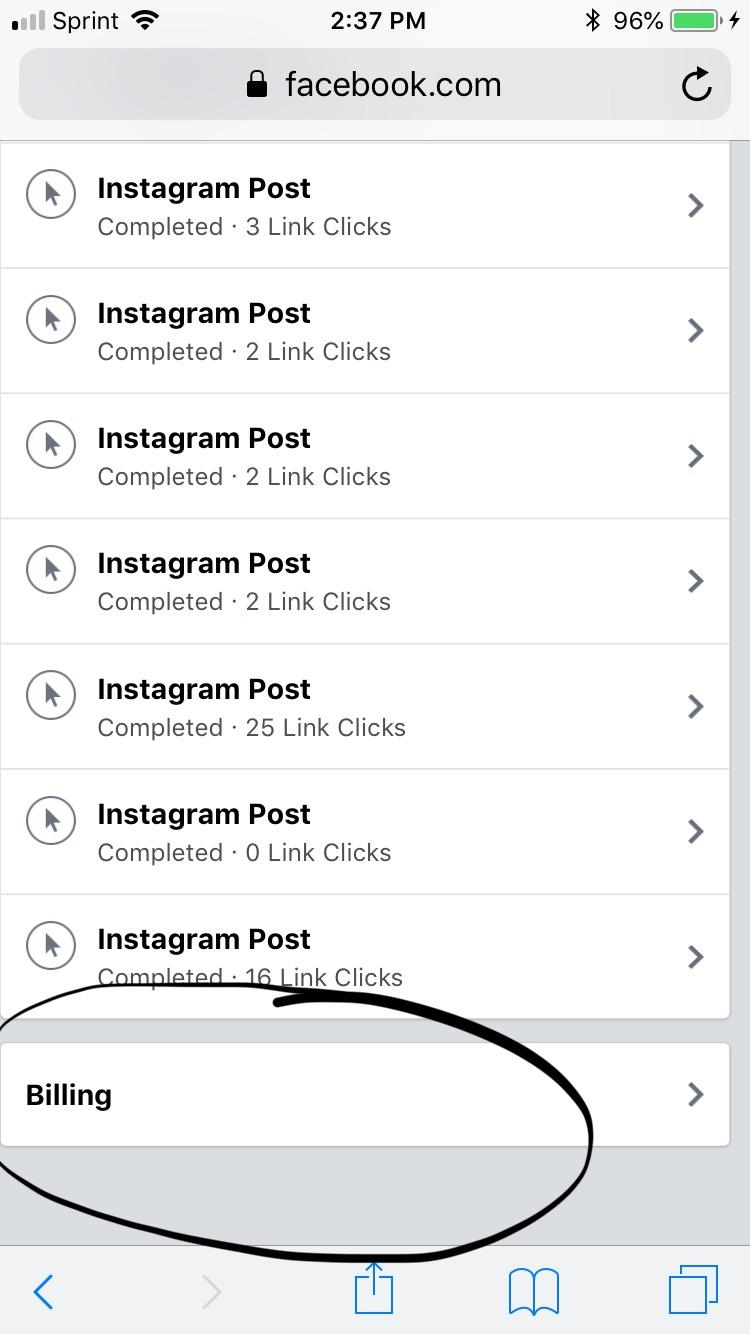 Sprint 2:37 PM 96%
facebook.com
Instagram Post
Completed · 3 Link Clicks
Instagram Post
Completed · 2 Link Clicks
Instagram Post
Completed · 2 Link Clicks
Instagram Post
Completed · 2 Link Clicks
Instagram Post
Completed · 25 Link Clicks
Instagram Post
Completed · 0 Link Clicks
Instagram Post
Completed · 16 Link Clicks
Billing